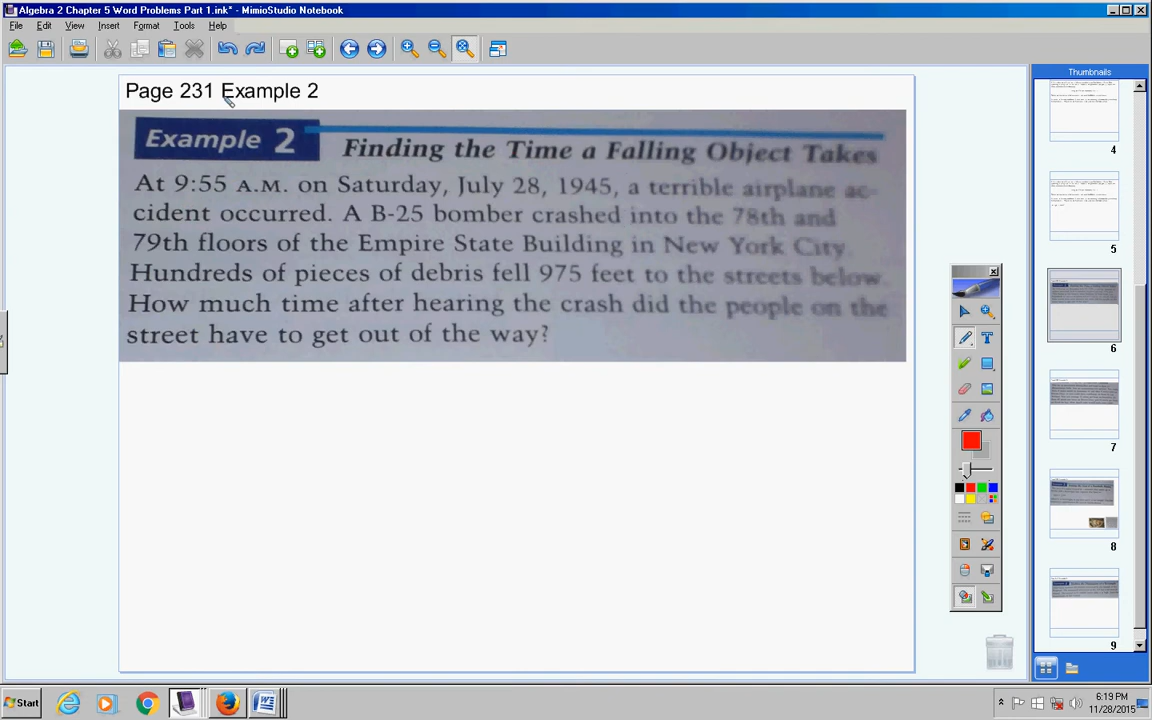 Algebra 2 Chapter 5 Word Problems Part 1.ink* - MimioStudio Notebook
File Edit View Insert Format Tools Help
Thumbnails
Page 231 Example 2
Example 2
Finding the Time a Falling Object Takes
At 9:55 A.M. on Saturday, July 28, 1945, a terrible airplane ac-
cident occurred. A B-25 bomber crashed into the 78th and
79th floors of the Empire State Building in New York City.
Hundreds of pieces of debris fell 975 feet to the streets below.
How much time after hearing the crash did the people on the
street have to get out of the way?
4
5
6
7
8
9
Start
6:19 PM
11/28/2015